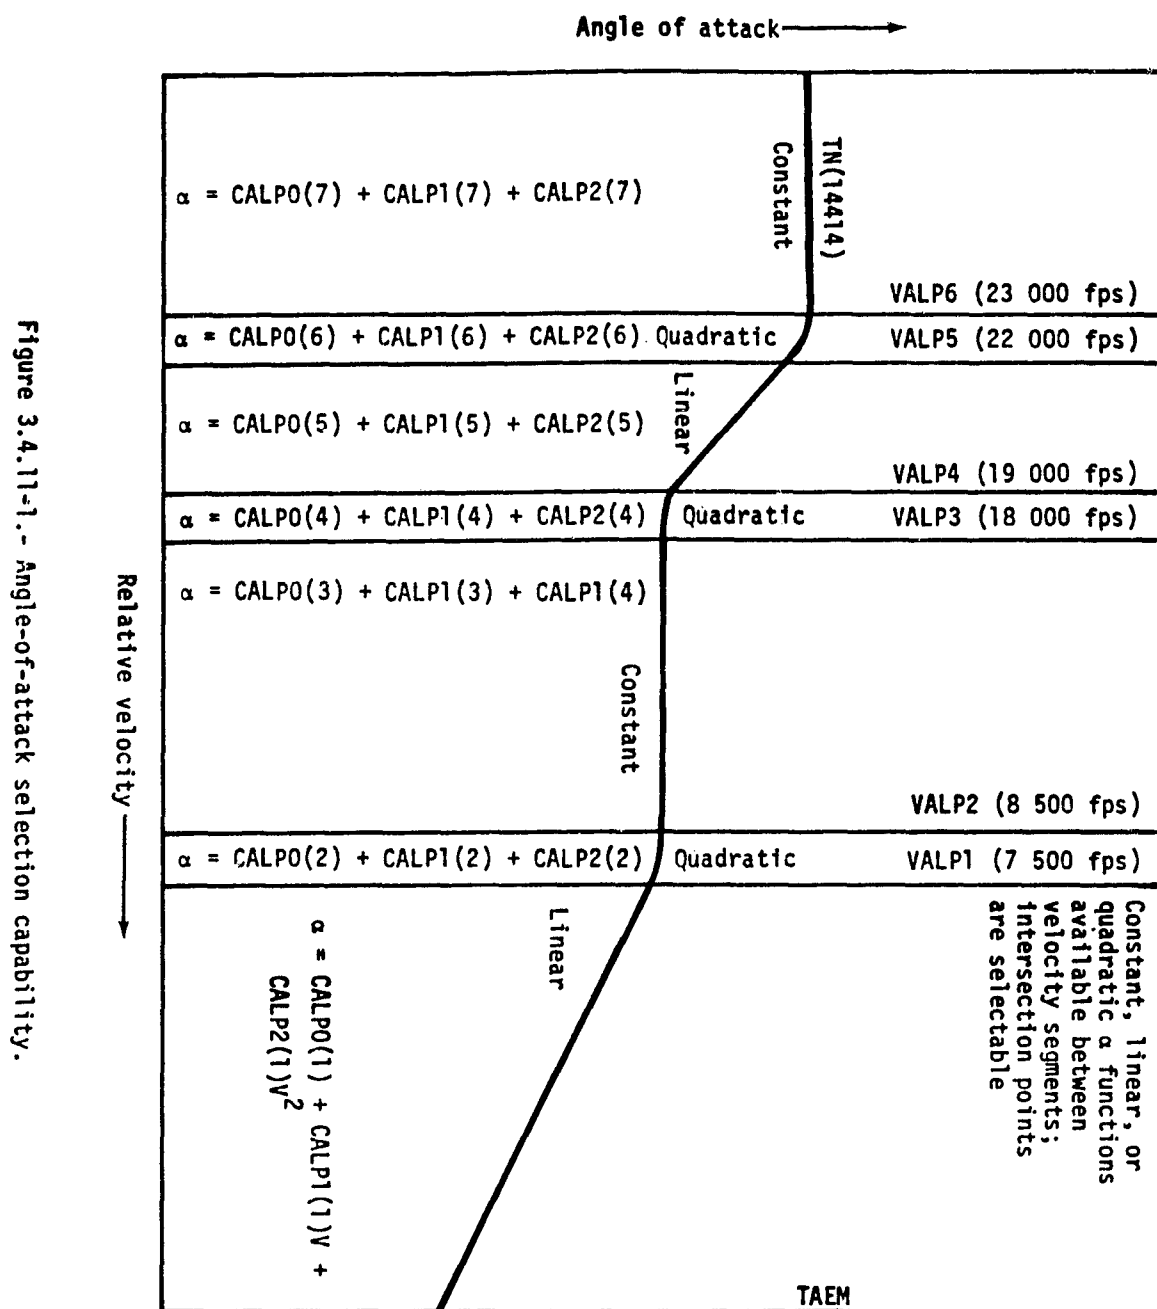 Angle of attack
TN(14414)
Constant
α = CALP0(7) + CALP1(7) + CALP2(7)
VALP6 (23 000 fps)
α = CALP0(6) + CALP1(6) + CALP2(6) Quadratic
VALP5 (22 000 fps)
Linear
α = CALP0(5) + CALP1(5) + CALP2(5)
VALP4 (19 000 fps)
α = CALP0(4) + CALP1(4) + CALP2(4) Quadratic
VALP3 (18 000 fps)
α = CALP0(3) + CALP1(3) + CALP1(4)
Constant
VALP2 (8 500 fps)
α = CALP0(2) + CALP1(2) + CALP2(2) Quadratic
VALP1 (7 500 fps)
Linear
α = CALP0(1) + CALP1(1)V +
CALP2(1)V²
Constant, linear, or
quadratic α functions
available between
velocity segments;
intersection points
are selectable
TAEM
Relative velocity
Figure 3.4.11-1.- Angle-of-attack selection capability.